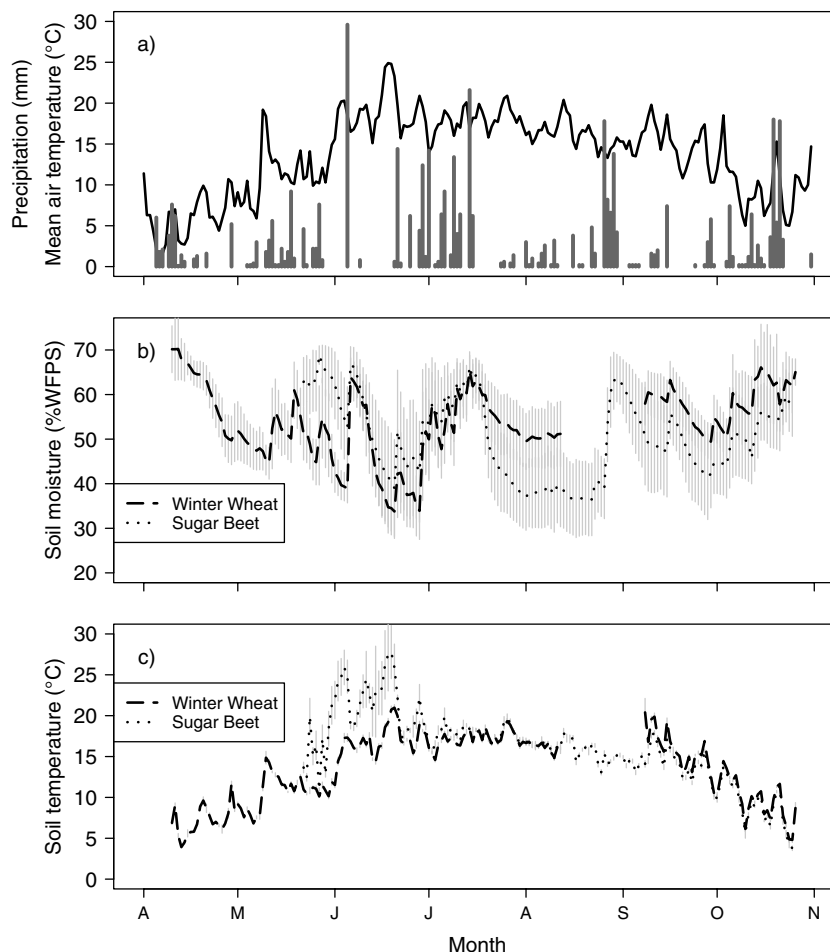 Precipitation (mm)
Mean air temperature (°C)
a)
30
25
20
15
10
5
0
Soil moisture (%WFPS)
b)
70
60
50
40
30
20
Winter Wheat
Sugar Beet
Soil temperature (°C)
c)
30
25
20
15
10
5
0
Winter Wheat
Sugar Beet
A M J J A S O N
Month